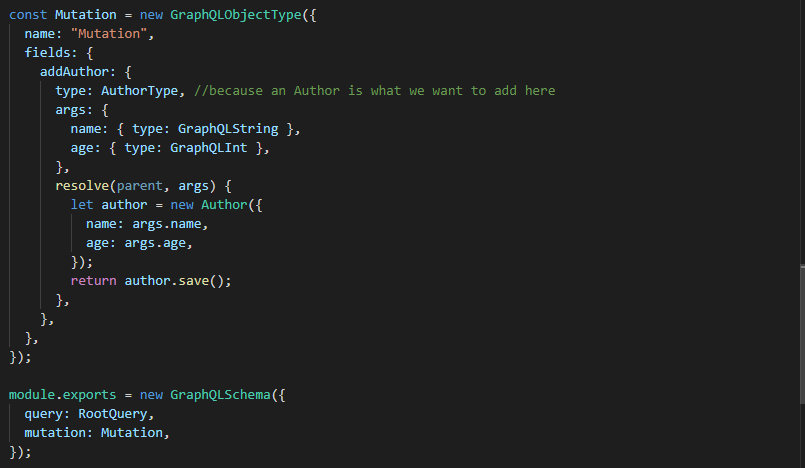 const Mutation = new GraphQLObjectType({
  name: "Mutation",
  fields: {
    addAuthor: {
      type: AuthorType, //because an Author is what we want to add here
      args: {
        name: { type: GraphQLString },
        age: { type: GraphQLInt },
      },
      resolve(parent, args) {
        let author = new Author({
          name: args.name,
          age: args.age,
        });
        return author.save();
      },
    },
  },
});

module.exports = new GraphQLSchema({
  query: RootQuery,
  mutation: Mutation,
});